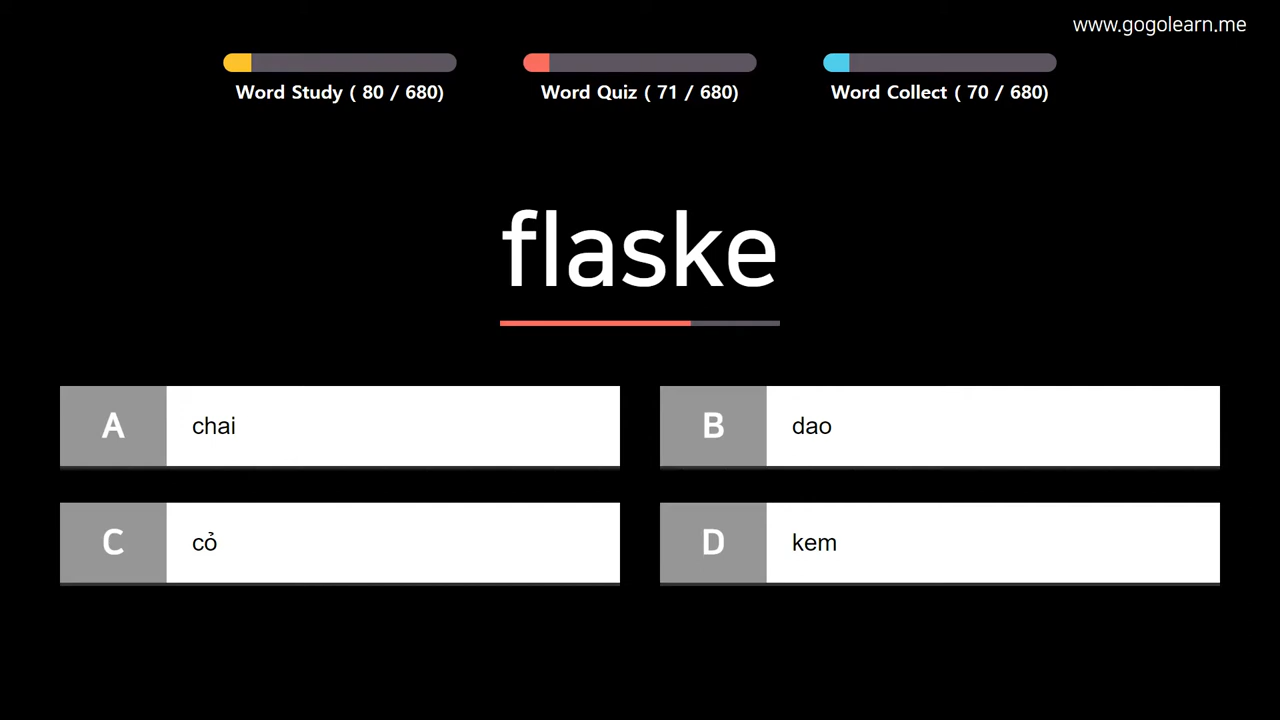 www.gogolearn.me
Word Study ( 80 / 680)
Word Quiz ( 71 / 680)
Word Collect ( 70 / 680)
flaske
A chai
B dao
C cỏ
D kem